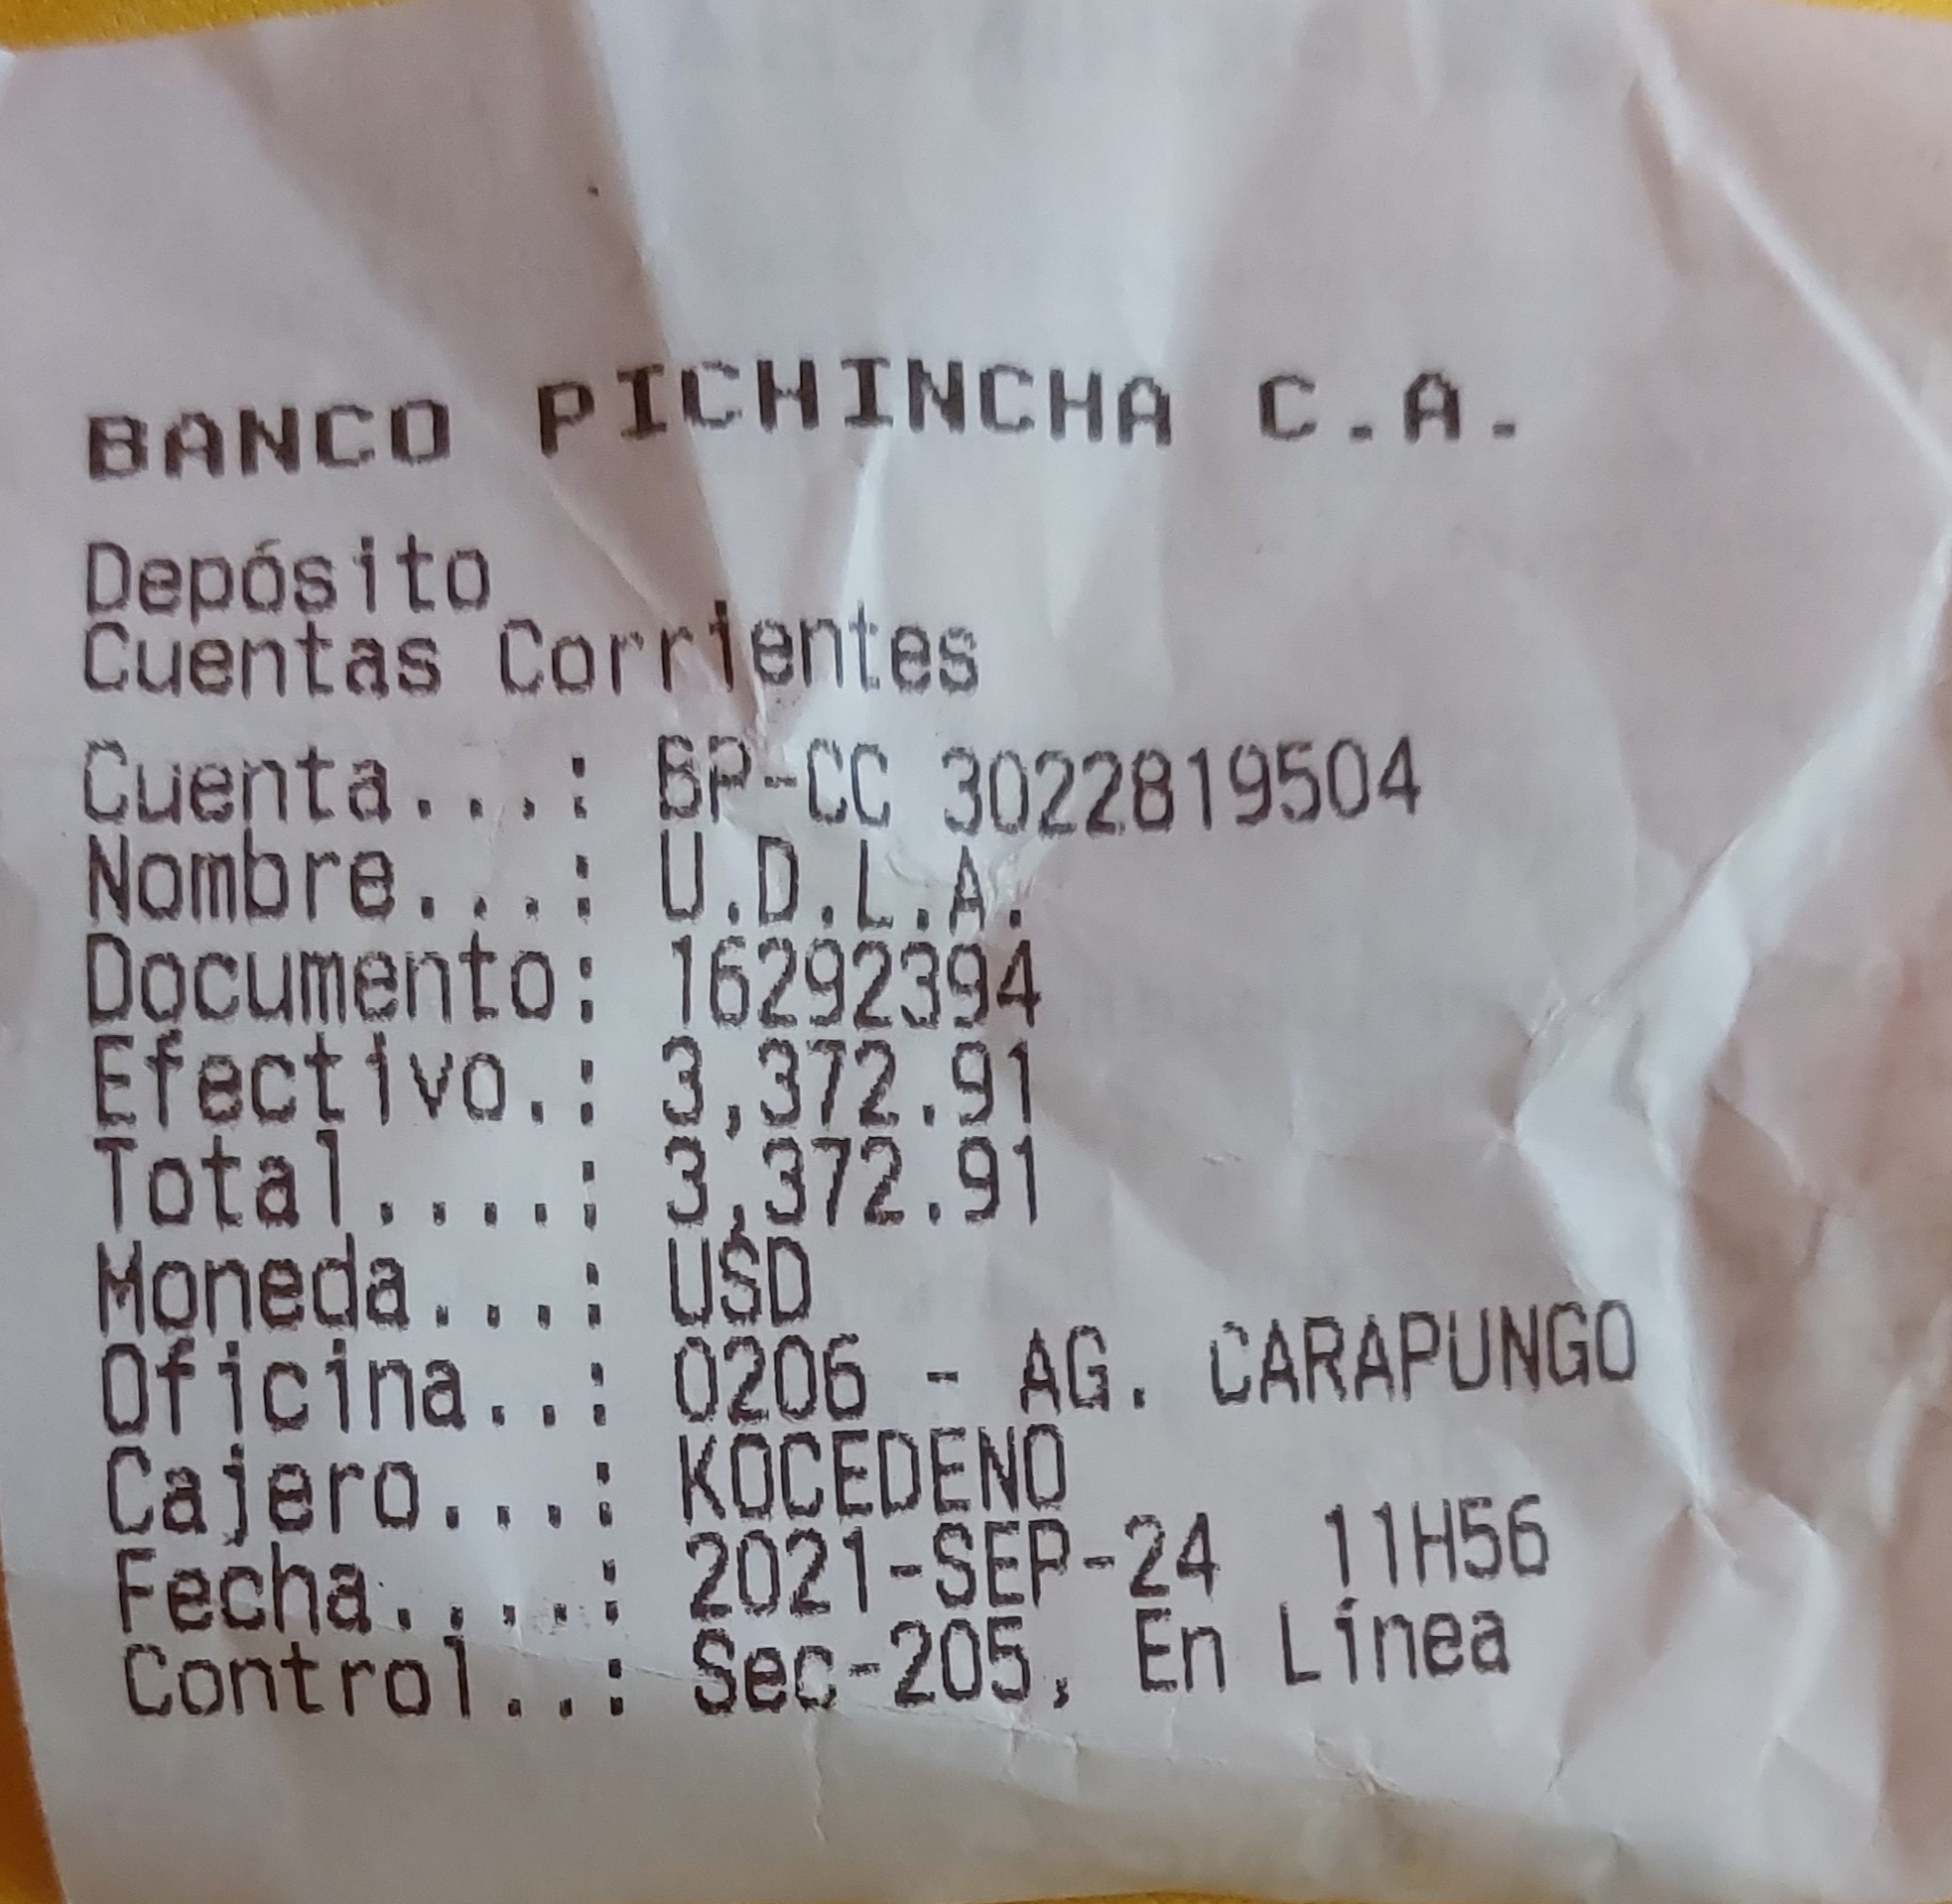 BANCO PICHINCHA C.A.
Depósito
Cuentas Corrientes
Cuenta...: BP-CC 3022819504
Nombre...: U.D.L.A.
Documento: 16292394
Efectivo.: 3,372.91
Total....: 3,372.91
Moneda...: USD
Oficina..: 0206 - AG. CARAPUNGO
Cajero...: KOCEDENO
Fecha....: 2021-SEP-24 11H56
Control..: Sec-205, En Línea